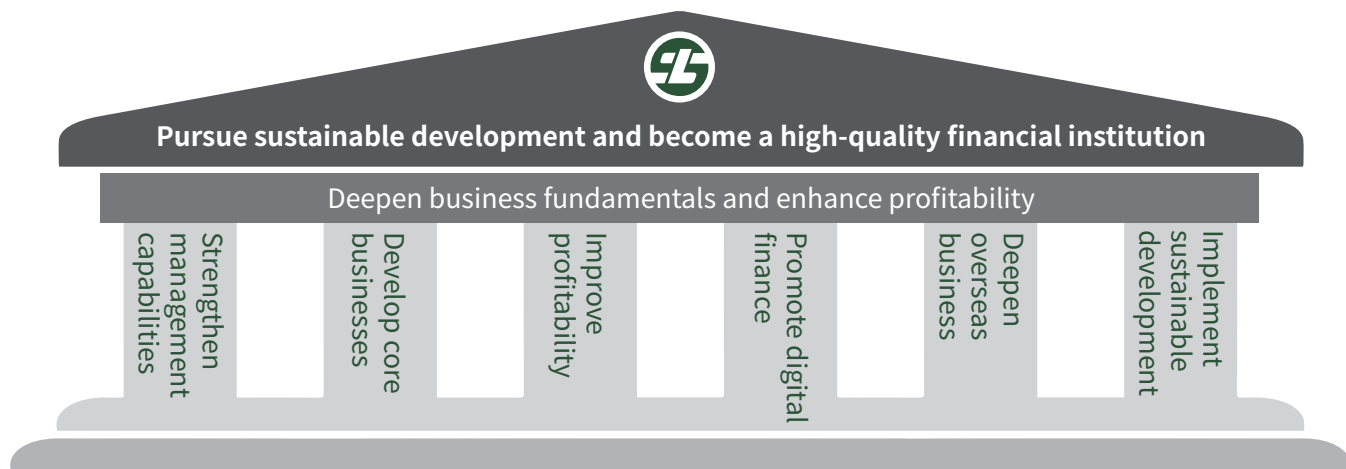 Pursue sustainable development and become a high-quality financial institution
Deepen business fundamentals and enhance profitability
Strengthen
management
capabilities
Develop core
businesses
Improve
profitability
Promote digital
finance
Deepen
overseas
business
Implement
sustainable
development